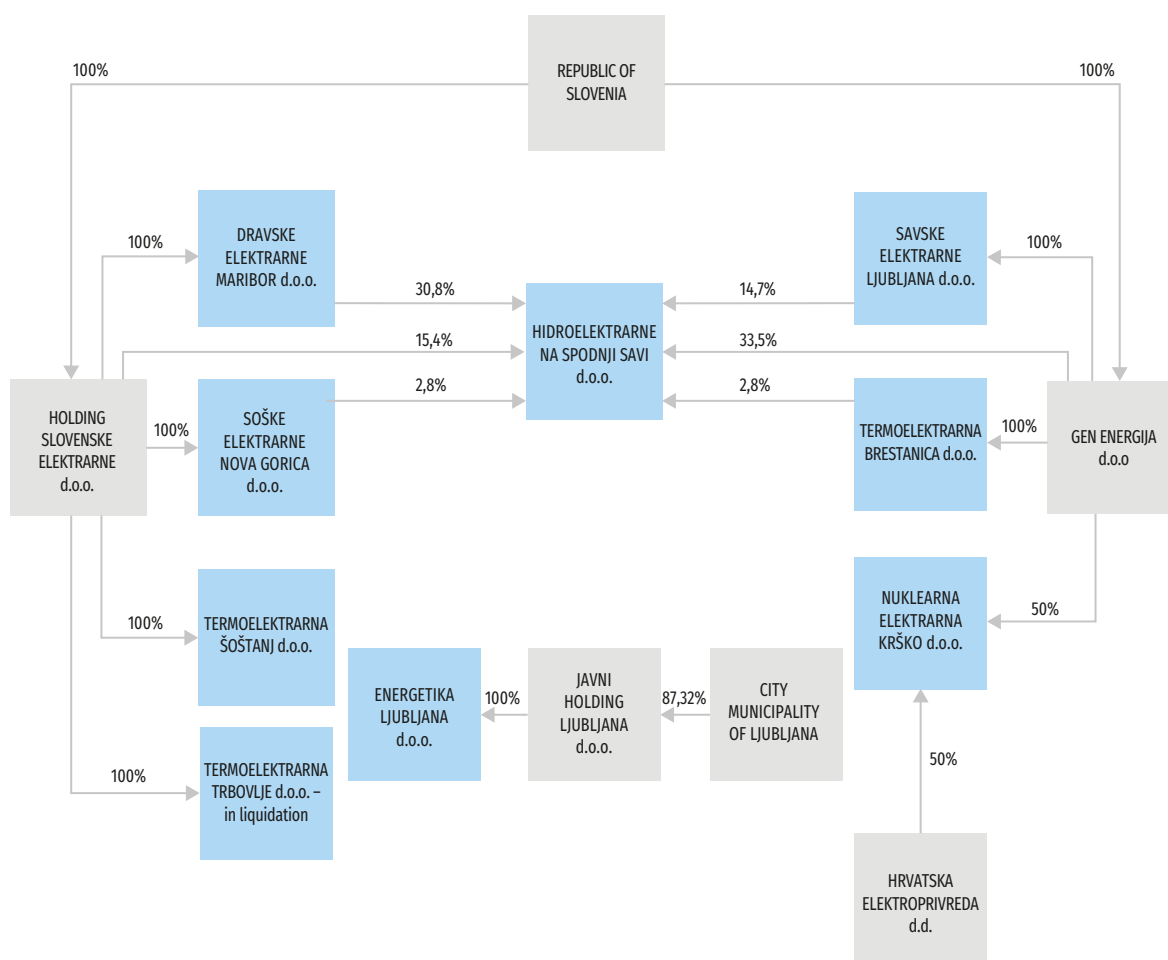 100%
REPUBLIC OF
SLOVENIA
100%
DRAVSKE
ELEKTRARNE
MARIBOR d.o.o.
100%
30,8%
SAVSKE
ELEKTRARNE
LJUBLJANA d.o.o.
14,7%
100%
HIDROELEKTRARNE
NA SPODNJI SAVI
d.o.o.
15,4%
33,5%
2,8%
2,8%
HOLDING
SLOVENSKE
ELEKTRARNE
d.o.o.
100%
SOŠKE
ELEKTRARNE
NOVA GORICA
d.o.o.
TERMOELEKTRARNA
BRESTANICA d.o.o.
100%
GEN ENERGIJA
d.o.o
100%
TERMOELEKTRARNA
ŠOŠTANJ d.o.o.
NUKLEARNA
ELEKTRARNA
KRŠKO d.o.o.
50%
ENERGETIKA
LJUBLJANA
d.o.o.
100%
JAVNI
HOLDING
LJUBLJANA
d.o.o.
87,32%
CITY
MUNICIPALITY
OF LJUBLJANA
100%
TERMOELEKTRARNA
TRBOVLJE d.o.o. –
in liquidation
50%
HRVATSKA
ELEKTROPRIVREDA
d.d.